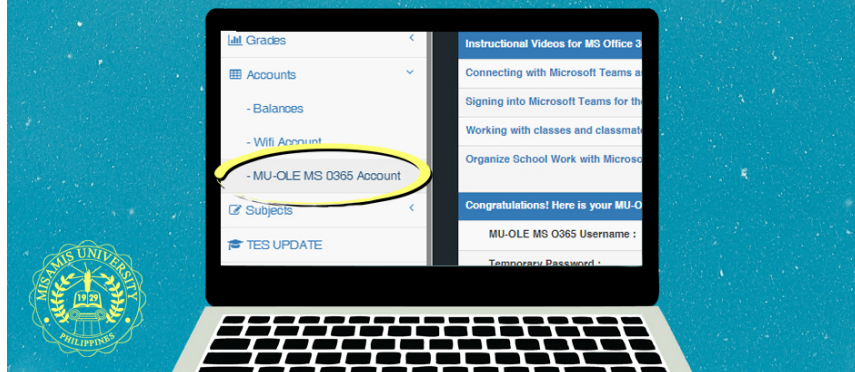 Grades
Accounts
- Balances
- Wifi Account
- MU-OLE MS 0365 Account
Subjects
TES UPDATE
Instructional Videos for MS Office 3
Connecting with Microsoft Teams a
Signing into Microsoft Teams for th
Working with classes and classmat
Organize School Work with Microso
Congratulations! Here is your MU-O
MU-OLE MS O365 Username :
Temporary Password :
MISAMIS UNIVERSITY
1929
PHILIPPINES